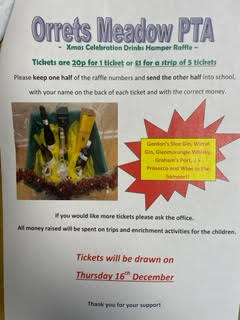 Orrets Meadow PTA
- Xmas Celebration Drinks Hamper Raffle –
Tickets are 20p for 1 ticket or £1 for a strip of 5 tickets
Please keep one half of the raffle numbers and send the other half into school,
with your name on the back of each ticket and with the correct money.
Gordon's Sloe Gin, Wirral
Gin, Glenmorangie Whisky,
Graham's Port,
Prosecco and Wine in the
hamper!!
If you would like more tickets please ask the office.
All money raised will be spent on trips and enrichment activities for the children.
Tickets will be drawn on
Thursday 16th December
Thank you for your support